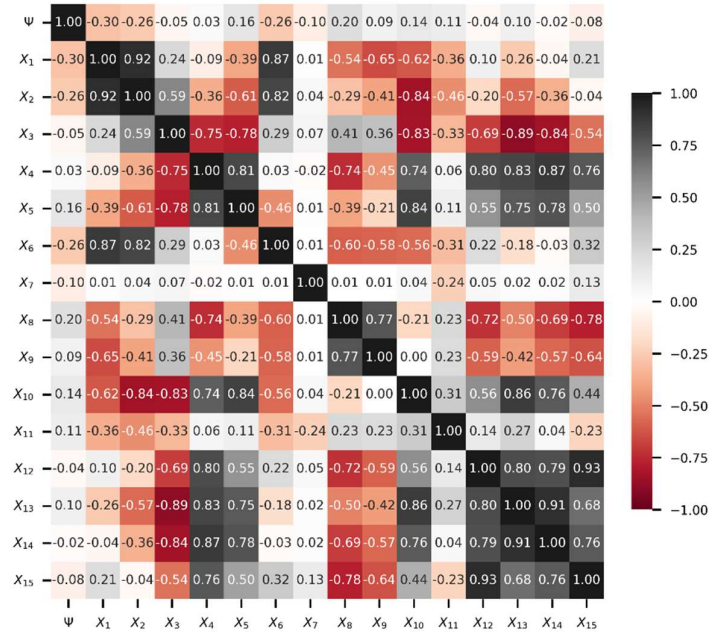 Ψ 1.00 -0.30 -0.26 -0.05 0.03 0.16 -0.26 -0.10 0.20 0.09 0.14 0.11 -0.04 0.10 -0.02 -0.08
X1 -0.30 1.00 0.92 0.24 -0.09 -0.39 0.87 0.01 -0.54 -0.65 -0.62 -0.36 0.10 -0.26 -0.04 0.21
X2 -0.26 0.92 1.00 0.59 -0.36 -0.61 0.82 0.04 -0.29 -0.41 -0.84 -0.46 -0.20 -0.57 -0.36 -0.04
X3 -0.05 0.24 0.59 1.00 -0.75 -0.78 0.29 0.07 0.41 0.36 -0.83 -0.33 -0.69 -0.89 -0.84 -0.54
X4 0.03 -0.09 -0.36 -0.75 1.00 0.81 0.03 -0.02 -0.74 -0.45 0.74 0.06 0.80 0.83 0.87 0.76
X5 0.16 -0.39 -0.61 -0.78 0.81 1.00 -0.46 0.01 -0.39 -0.21 0.84 0.11 0.55 0.75 0.78 0.50
X6 -0.26 0.87 0.82 0.29 0.03 -0.46 1.00 0.01 -0.60 -0.58 -0.56 -0.31 0.22 -0.18 -0.03 0.32
X7 -0.10 0.01 0.04 0.07 -0.02 0.01 0.01 1.00 0.01 0.01 0.04 -0.24 0.05 0.02 0.02 0.13
X8 0.20 -0.54 -0.29 0.41 -0.74 -0.39 -0.60 0.01 1.00 0.77 -0.21 0.23 -0.72 -0.50 -0.69 -0.78
X9 0.09 -0.65 -0.41 0.36 -0.45 -0.21 -0.58 0.01 0.77 1.00 0.00 0.23 -0.59 -0.42 -0.57 -0.64
X10 0.14 -0.62 -0.84 -0.83 0.74 0.84 -0.56 0.04 -0.21 0.00 1.00 0.31 0.56 0.86 0.76 0.44
X11 0.11 -0.36 -0.46 -0.33 0.06 0.11 -0.31 -0.24 0.23 0.23 0.31 1.00 0.14 0.27 0.04 -0.23
X12 -0.04 0.10 -0.20 -0.69 0.80 0.55 0.22 0.05 -0.72 -0.59 0.56 0.14 1.00 0.80 0.79 0.93
X13 0.10 -0.26 -0.57 -0.89 0.83 0.75 -0.18 0.02 -0.50 -0.42 0.86 0.27 0.80 1.00 0.91 0.68
X14 -0.02 -0.04 -0.36 -0.84 0.87 0.78 -0.03 0.02 -0.69 -0.57 0.76 0.04 0.79 0.91 1.00 0.76
X15 -0.08 0.21 -0.04 -0.54 0.76 0.50 0.32 0.13 -0.78 -0.64 0.44 -0.23 0.93 0.68 0.76 1.00
Ψ X1 X2 X3 X4 X5 X6 X7 X8 X9 X10 X11 X12 X13 X14 X15
1.00
0.75
0.50
0.25
0.00
−0.25
−0.50
−0.75
−1.00